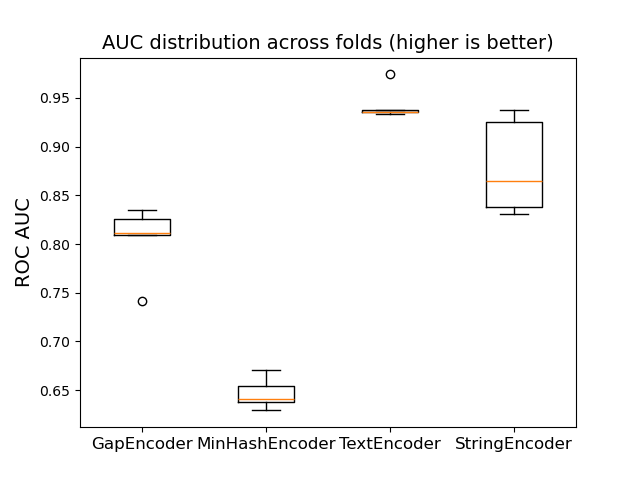 AUC distribution across folds (higher is better)
ROC AUC
0.95
0.90
0.85
0.80
0.75
0.70
0.65
GapEncoder MinHashEncoder TextEncoder StringEncoder